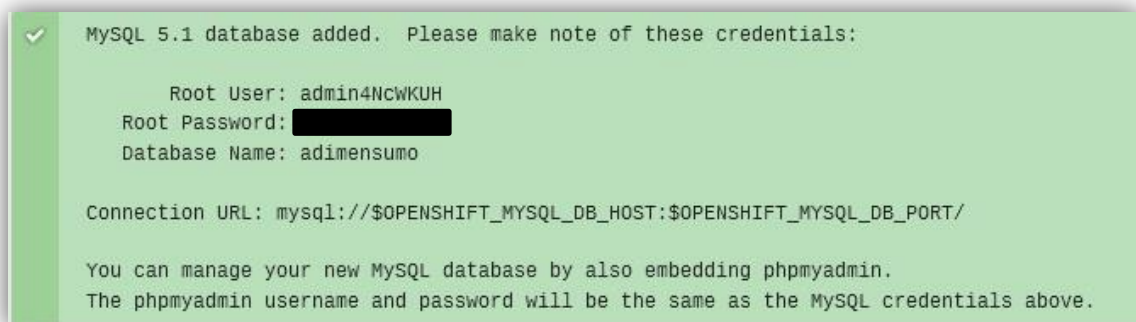 MySQL 5.1 database added.  Please make note of these credentials:
Root User: admin4NcWKUH
Root Password:
Database Name: adimensumo
Connection URL: mysql://$OPENSHIFT_MYSQL_DB_HOST:$OPENSHIFT_MYSQL_DB_PORT/
You can manage your new MySQL database by also embedding phpmyadmin.
The phpmyadmin username and password will be the same as the MySQL credentials above.